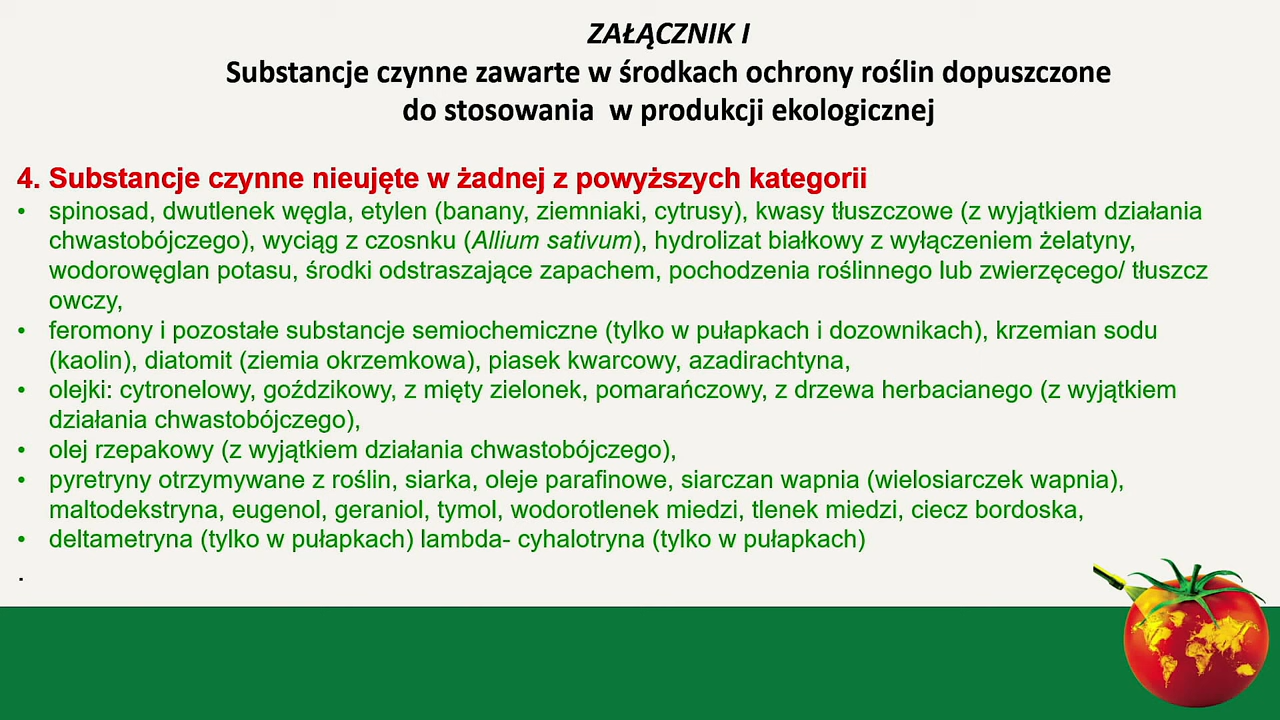 ZAŁĄCZNIK I
Substancje czynne zawarte w środkach ochrony roślin dopuszczone
do stosowania w produkcji ekologicznej
4. Substancje czynne nieujęte w żadnej z powyższych kategorii
• spinosad, dwutlenek węgla, etylen (banany, ziemniaki, cytrusy), kwasy tłuszczowe (z wyjątkiem działania
chwastobójczego), wyciąg z czosnku (Allium sativum), hydrolizat białkowy z wyłączeniem żelatyny,
wodorowęglan potasu, środki odstraszające zapachem, pochodzenia roślinnego lub zwierzęcego/ tłuszcz
owczy,
• feromony i pozostałe substancje semiochemiczne (tylko w pułapkach i dozownikach), krzemian sodu
(kaolin), diatomit (ziemia okrzemkowa), piasek kwarcowy, azadirachtyna,
• olejki: cytronelowy, goździkowy, z mięty zielonek, pomarańczowy, z drzewa herbacianego (z wyjątkiem
działania chwastobójczego),
• olej rzepakowy (z wyjątkiem działania chwastobójczego),
• pyretryny otrzymywane z roślin, siarka, oleje parafinowe, siarczan wapnia (wielosiarczek wapnia),
maltodekstryna, eugenol, geraniol, tymol, wodorotlenek miedzi, tlenek miedzi, ciecz bordoska,
• deltametryna (tylko w pułapkach) lambda- cyhalotryna (tylko w pułapkach)
.